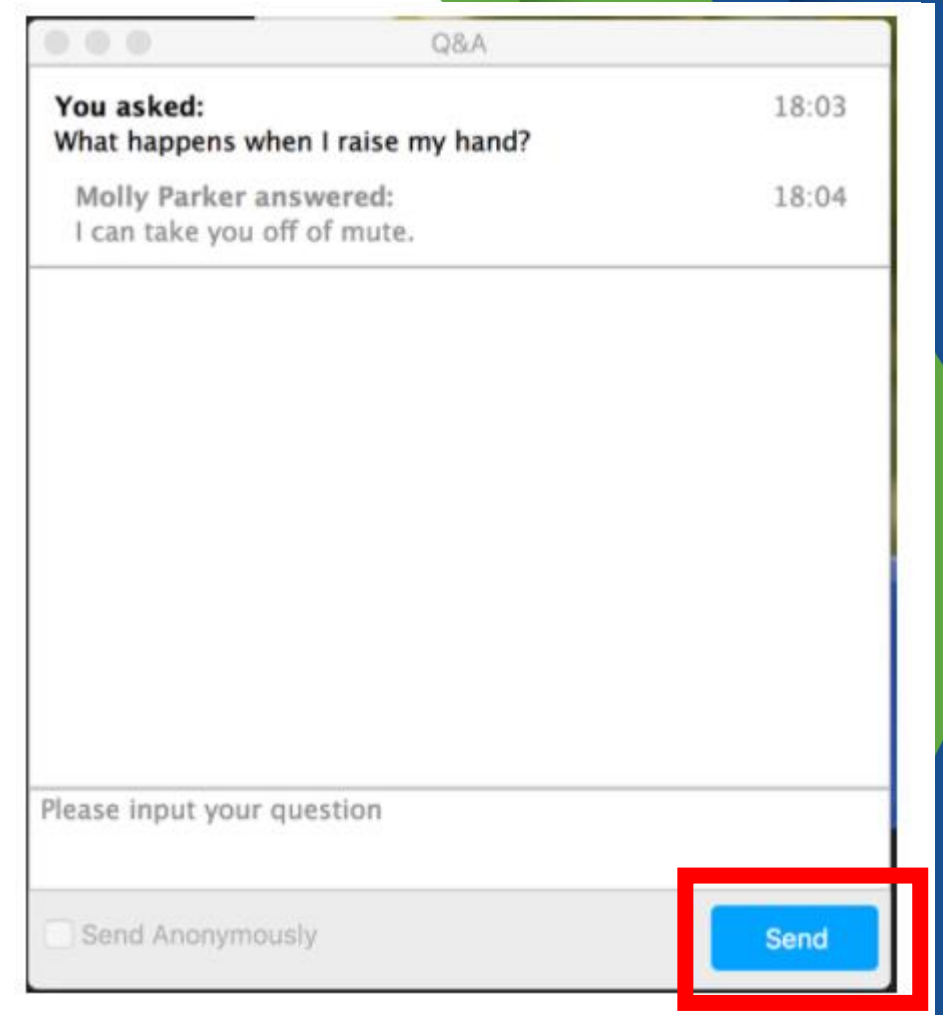 Q&A
You asked: 18:03
What happens when I raise my hand?
Molly Parker answered: 18:04
I can take you off of mute.
Please input your question
Send Anonymously Send